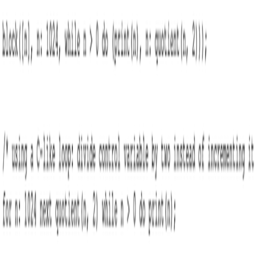 block([n], n: 1024, while n > 0 do (print(n), n: quotient(n, 2)));
/* using a C-like loop: divide control variable by two instead of incrementing it
for n: 1024 next quotient(n, 2) while n > 0 do print(n);